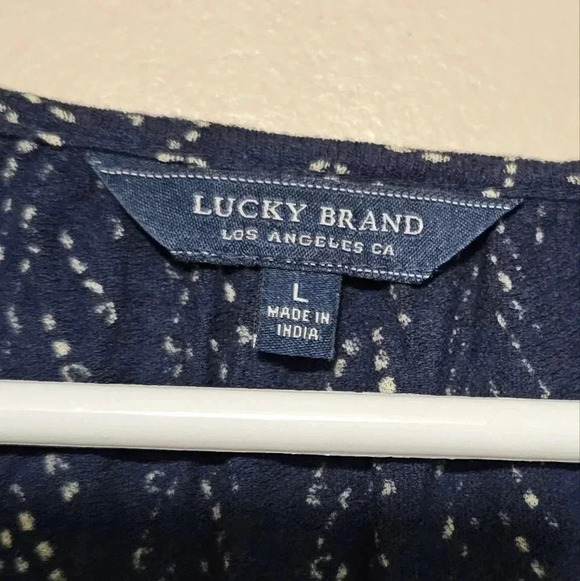 LUCKY BRAND
LOS ANGELES CA
L
MADE IN
INDIA